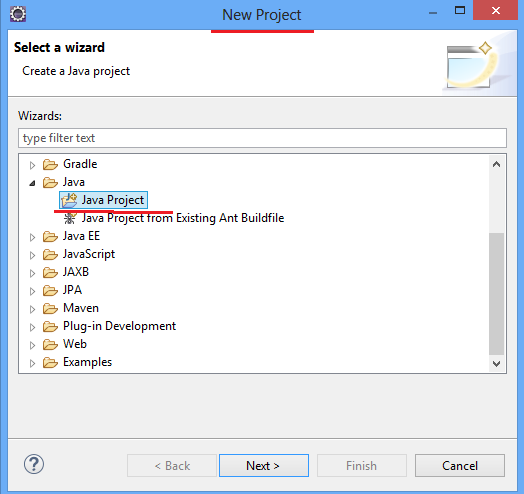 New Project
Select a wizard
Create a Java project
Wizards:
type filter text
Gradle
Java
Java Project
Java Project from Existing Ant Buildfile
Java EE
JavaScript
JAXB
JPA
Maven
Plug-in Development
Web
Examples
? < Back Next > Finish Cancel